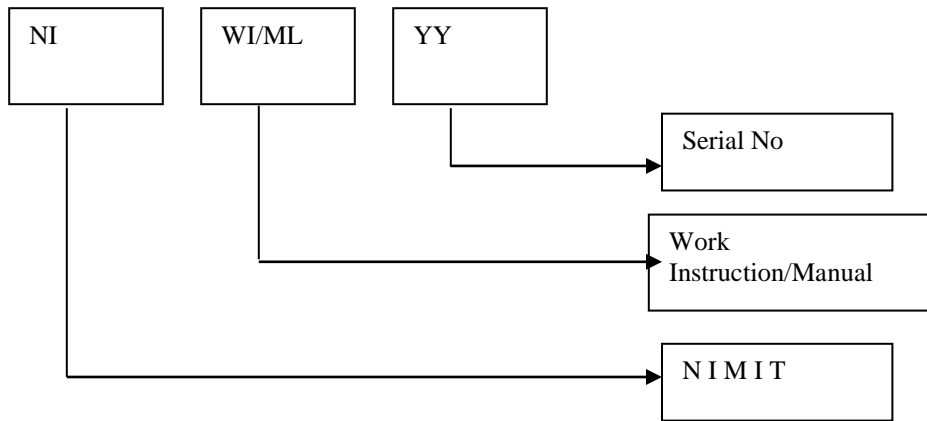 NI
WI/ML
YY
Serial No
Work
Instruction/Manual
N I M I T